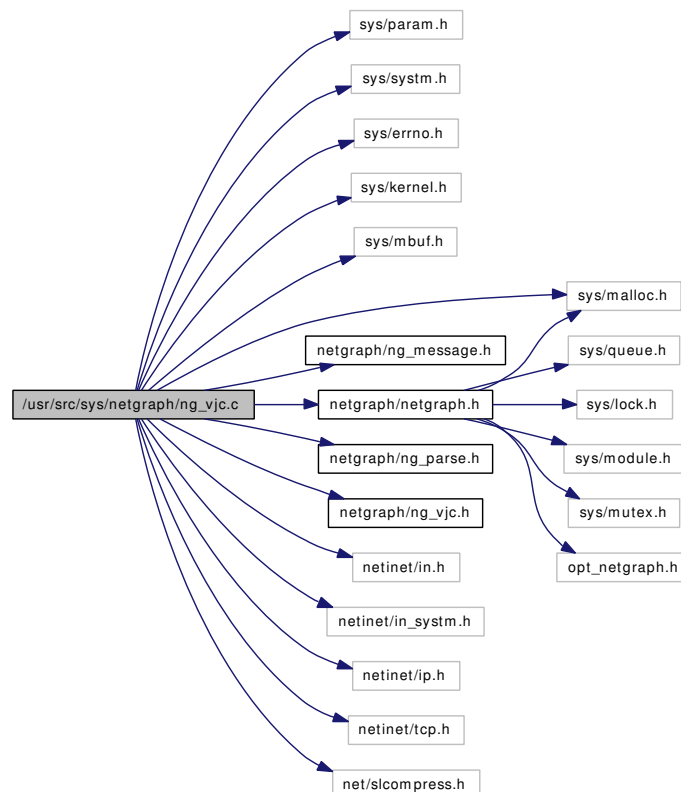 sys/param.h
sys/systm.h
sys/errno.h
sys/kernel.h
sys/mbuf.h
sys/malloc.h
netgraph/ng_message.h
sys/queue.h
/usr/src/sys/netgraph/ng_vjc.c
netgraph/netgraph.h
sys/lock.h
netgraph/ng_parse.h
sys/module.h
netgraph/ng_vjc.h
sys/mutex.h
netinet/in.h
opt_netgraph.h
netinet/in_systm.h
netinet/ip.h
netinet/tcp.h
net/slcompress.h